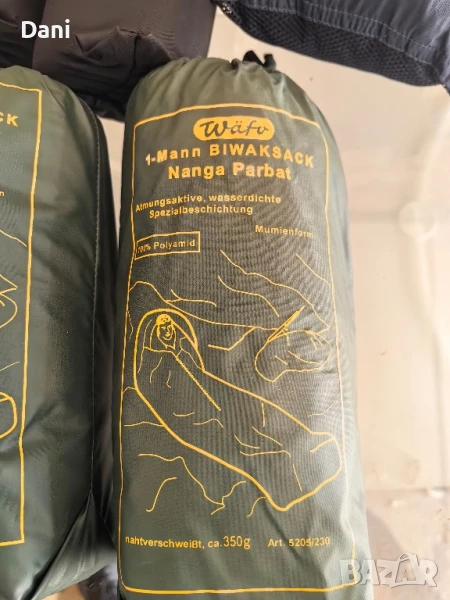 Dani
Wäfo
1-Mann BIWAKSACK
Nanga Parbat
Atmungsaktive, wasserdichte
Spezialbeschichtung
Mumienform
100% Polyamid
nahtverschweißt, ca. 350g
Art. 5205/230
BAZAR